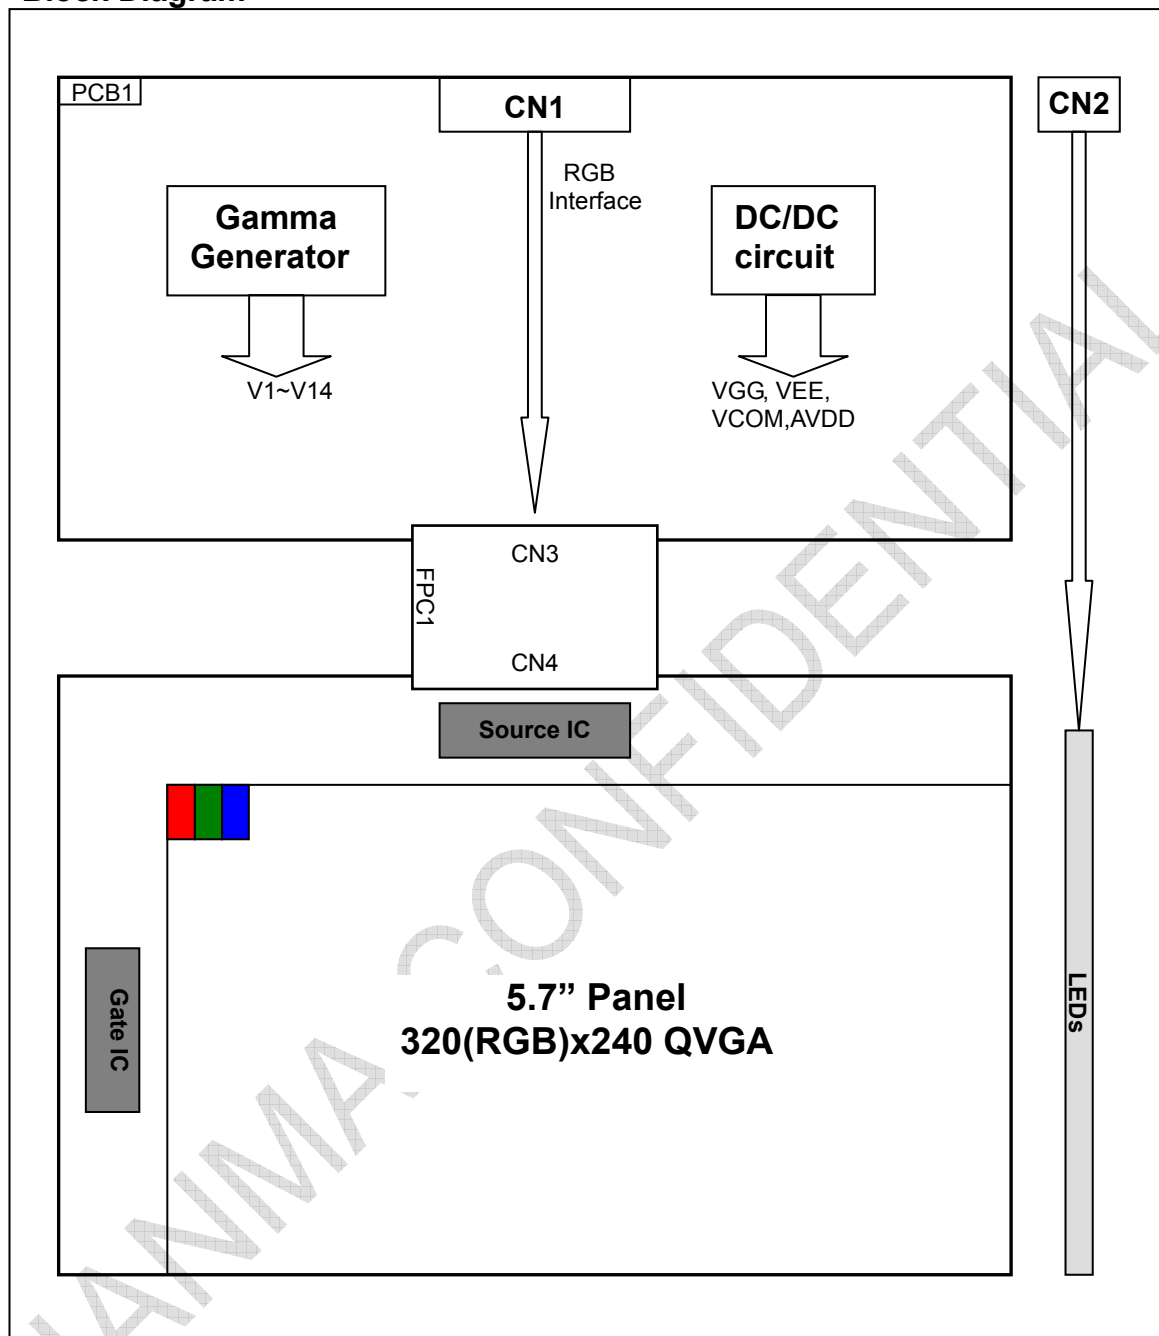 Block Diagram
PCB1
CN1
CN2
RGB
Interface
Gamma
Generator
DC/DC
circuit
V1~V14
VGG, VEE,
VCOM,AVDD
CN3
FPC1
CN4
Source IC
Gate IC
5.7” Panel
320(RGB)x240 QVGA
LEDs
CONFIDENTIAL